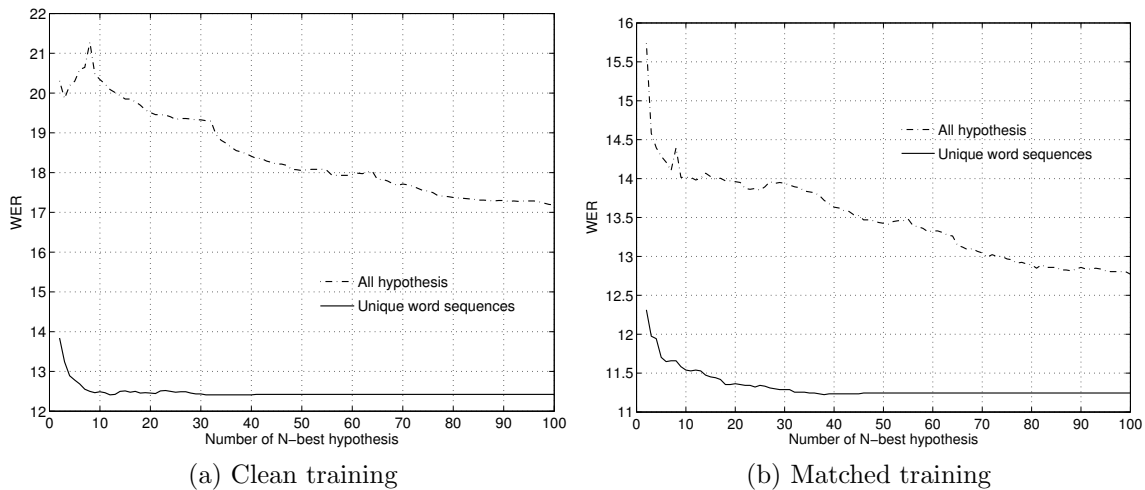 22
21
20
19
18
17
16
15
14
13
12
WER
All hypothesis
Unique word sequences
0 10 20 30 40 50 60 70 80 90 100
Number of N−best hypothesis
(a) Clean training
16
15.5
15
14.5
14
13.5
13
12.5
12
11.5
11
WER
All hypothesis
Unique word sequences
0 10 20 30 40 50 60 70 80 90 100
Number of N−best hypothesis
(b) Matched training